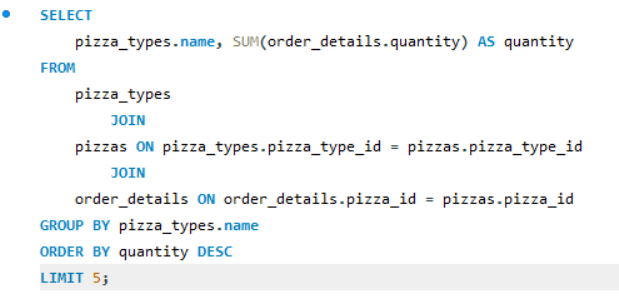 SELECT
pizza_types.name, SUM(order_details.quantity) AS quantity
FROM
pizza_types
JOIN
pizzas ON pizza_types.pizza_type_id = pizzas.pizza_type_id
JOIN
order_details ON order_details.pizza_id = pizzas.pizza_id
GROUP BY pizza_types.name
ORDER BY quantity DESC
LIMIT 5;